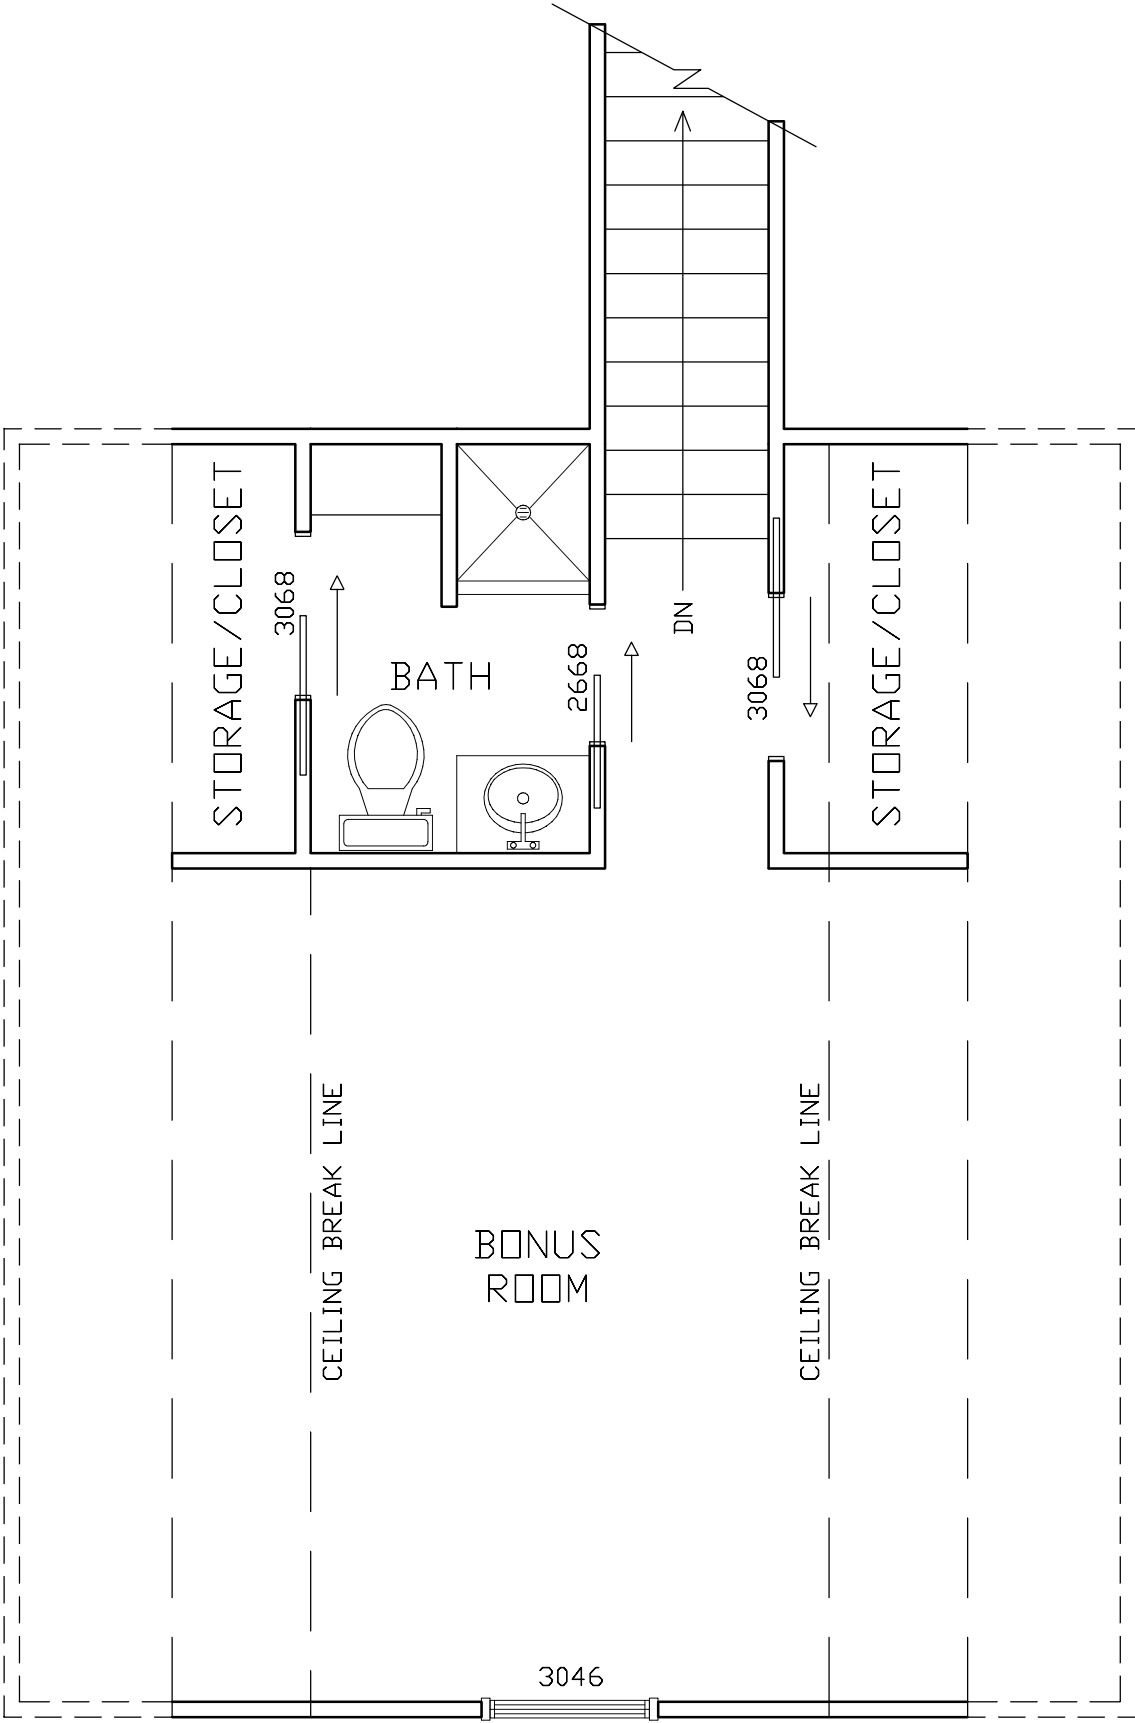 STORAGE/CLOSET
3068
BATH
2668
DN
3068
STORAGE/CLOSET
CEILING BREAK LINE
BONUS
ROOM
CEILING BREAK LINE
3046